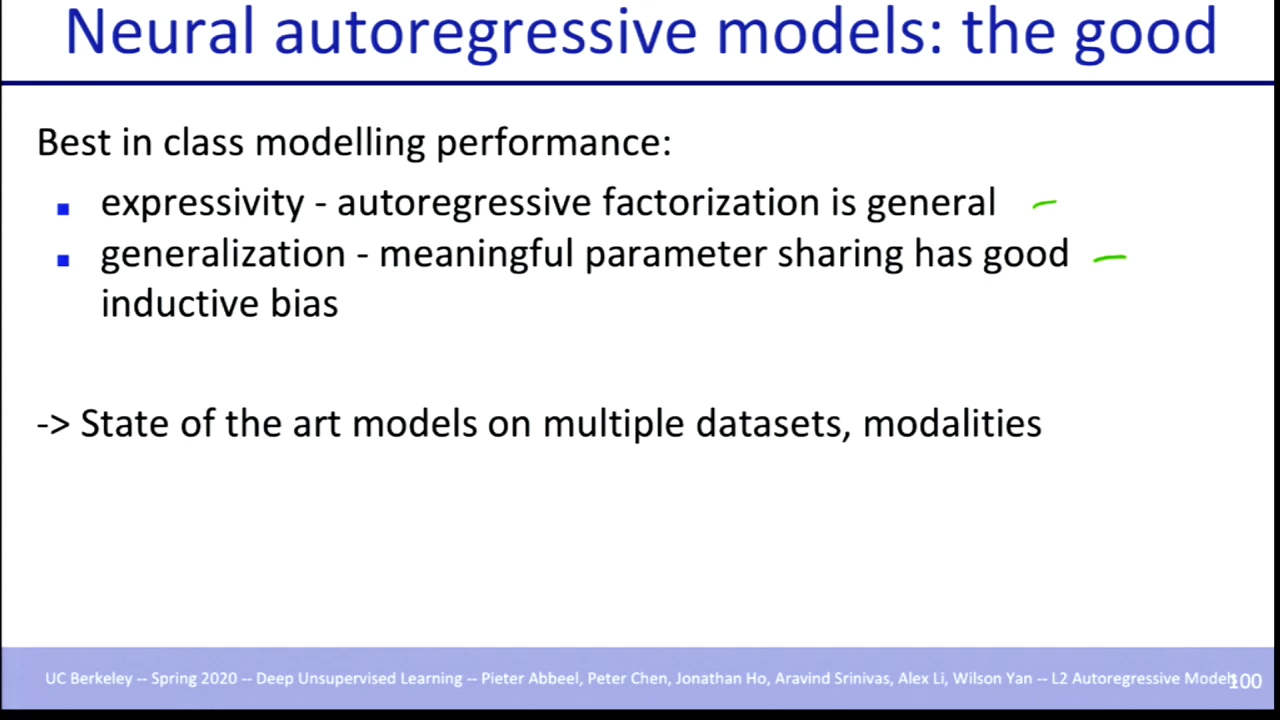 Neural autoregressive models: the good
Best in class modelling performance:
▪ expressivity - autoregressive factorization is general
▪ generalization - meaningful parameter sharing has good
inductive bias
-> State of the art models on multiple datasets, modalities
UC Berkeley -- Spring 2020 -- Deep Unsupervised Learning -- Pieter Abbeel, Peter Chen, Jonathan Ho, Aravind Srinivas, Alex Li, Wilson Yan -- L2 Autoregressive Models
100